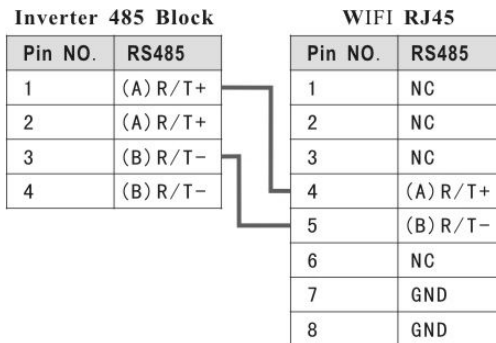 Inverter 485 Block
Pin NO. RS485
1 (A)R/T+
2 (A)R/T+
3 (B)R/T-
4 (B)R/T-
WIFI RJ45
Pin NO. RS485
1 NC
2 NC
3 NC
4 (A)R/T+
5 (B)R/T-
6 NC
7 GND
8 GND